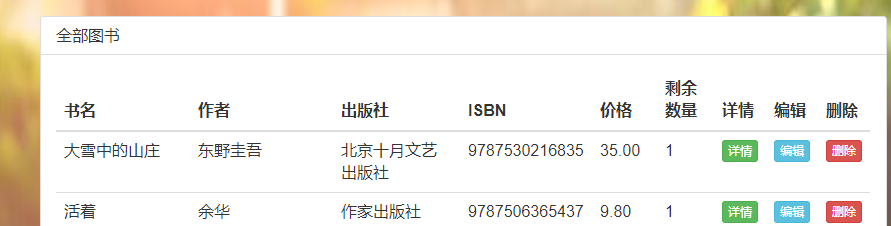 全部图书
书名 作者 出版社 ISBN 价格 剩余数量 详情 编辑 删除
大雪中的山庄 东野圭吾 北京十月文艺出版社 9787530216835 35.00 1 详情 编辑 删除
活着 余华 作家出版社 9787506365437 9.80 1 详情 编辑 删除